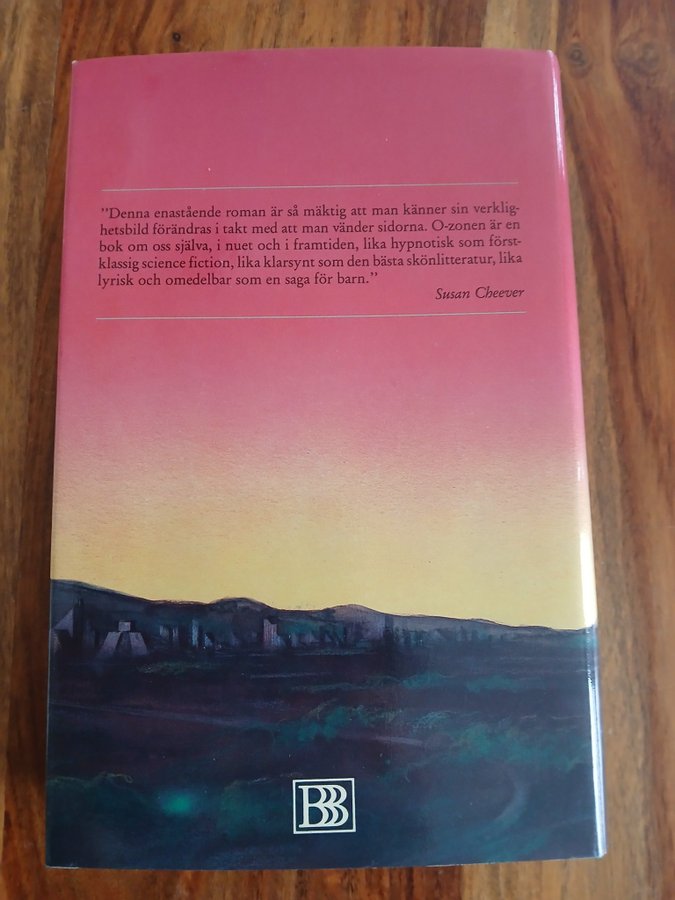 ”Denna enastående roman är så mäktig att man känner sin verklig-
hetsbild förändras i takt med att man vänder sidorna. O-zonen är en
bok om oss själva, i nuet och i framtiden, lika hypnotisk som först-
klassig science fiction, lika klarsynt som den bästa skönlitteratur, lika
lyrisk och omedelbar som en saga för barn.”
Susan Cheever
BBB